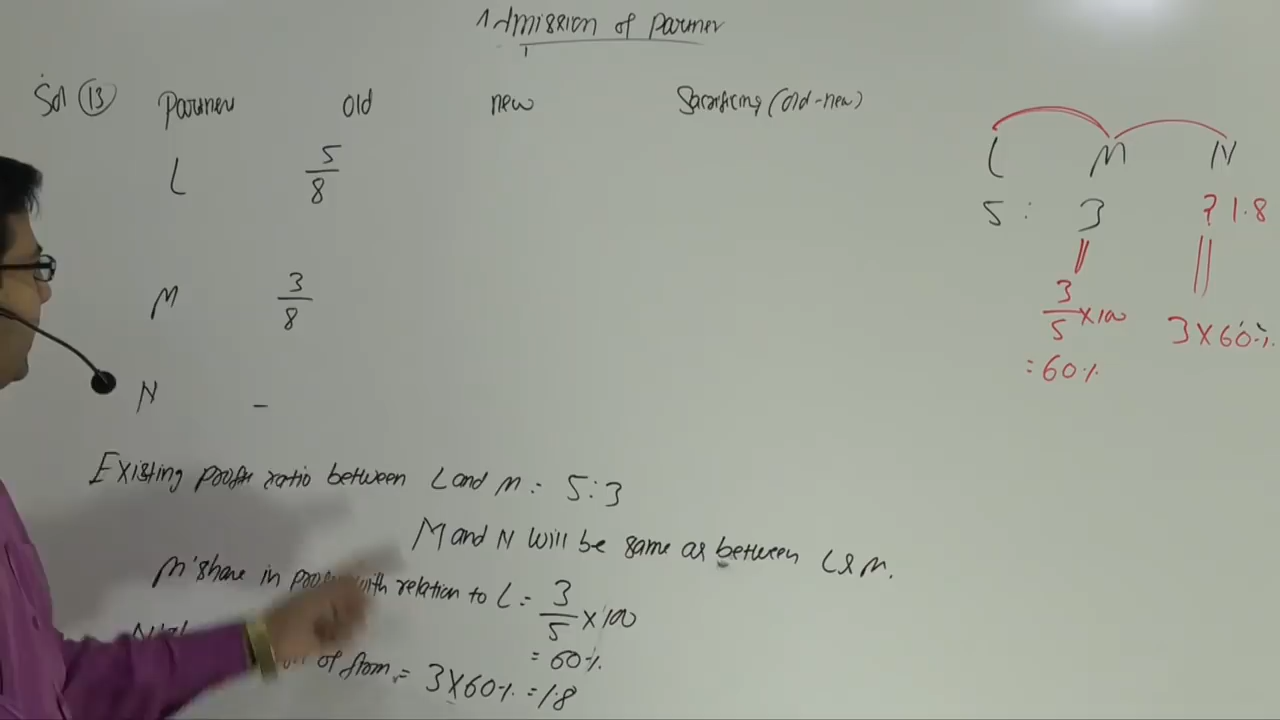 Admission of Partner
Sol 13 Partner old new Sacrificing (old-new)
L 5/8
M 3/8
N -
L M N
5 : 3 ? 1.8
3/5 x 100 3 x 60%
= 60%
Existing profit ratio between L and M = 5:3
M and N will be same as between L & M.
M's share in with relation to L = 3/5 x 100
= 60%
of firm = 3 x 60% = 1.8